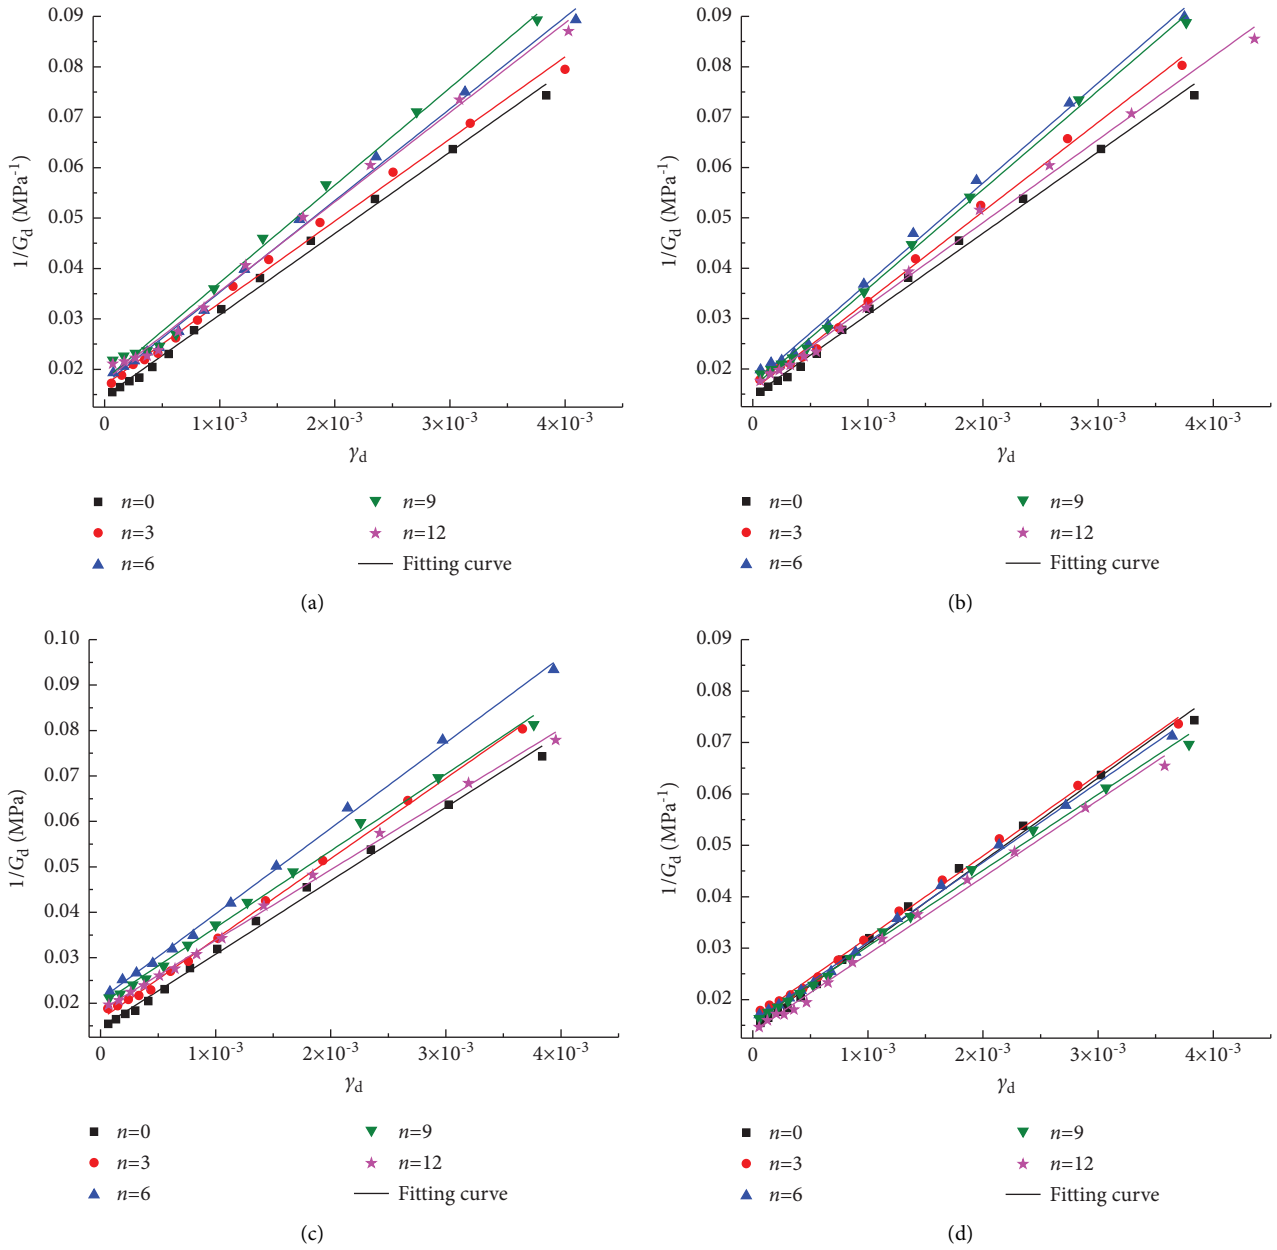 0.09
0.08
0.07
0.06
0.05
0.04
0.03
0.02
1/G_d (MPa⁻¹)
0 1×10⁻³ 2×10⁻³ 3×10⁻³ 4×10⁻³
γ_d
n=0 n=9
n=3 n=12
n=6 Fitting curve
(a)
0.09
0.08
0.07
0.06
0.05
0.04
0.03
0.02
1/G_d (MPa⁻¹)
0 1×10⁻³ 2×10⁻³ 3×10⁻³ 4×10⁻³
γ_d
n=0 n=9
n=3 n=12
n=6 Fitting curve
(b)
0.10
0.09
0.08
0.07
0.06
0.05
0.04
0.03
0.02
1/G_d (MPa)
0 1×10⁻³ 2×10⁻³ 3×10⁻³ 4×10⁻³
γ_d
n=0 n=9
n=3 n=12
n=6 Fitting curve
(c)
0.09
0.08
0.07
0.06
0.05
0.04
0.03
0.02
1/G_d (MPa⁻¹)
0 1×10⁻³ 2×10⁻³ 3×10⁻³ 4×10⁻³
γ_d
n=0 n=9
n=3 n=12
n=6 Fitting curve
(d)